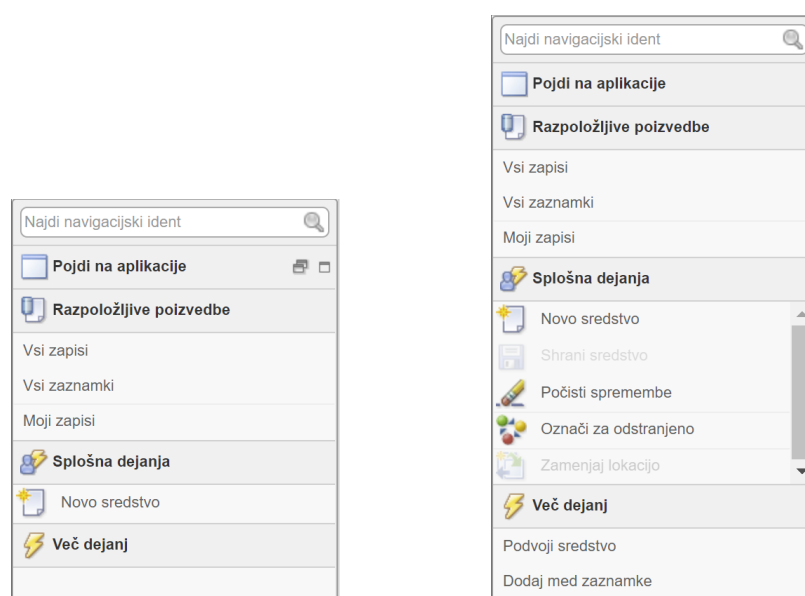 Najdi navigacijski ident
Pojdi na aplikacije
Razpoložljive poizvedbe
Vsi zapisi
Vsi zaznamki
Moji zapisi
Splošna dejanja
Novo sredstvo
Več dejanj
Najdi navigacijski ident
Pojdi na aplikacije
Razpoložljive poizvedbe
Vsi zapisi
Vsi zaznamki
Moji zapisi
Splošna dejanja
Novo sredstvo
Shrani sredstvo
Počisti spremembe
Označi za odstranjeno
Zamenjaj lokacijo
Več dejanj
Podvoji sredstvo
Dodaj med zaznamke